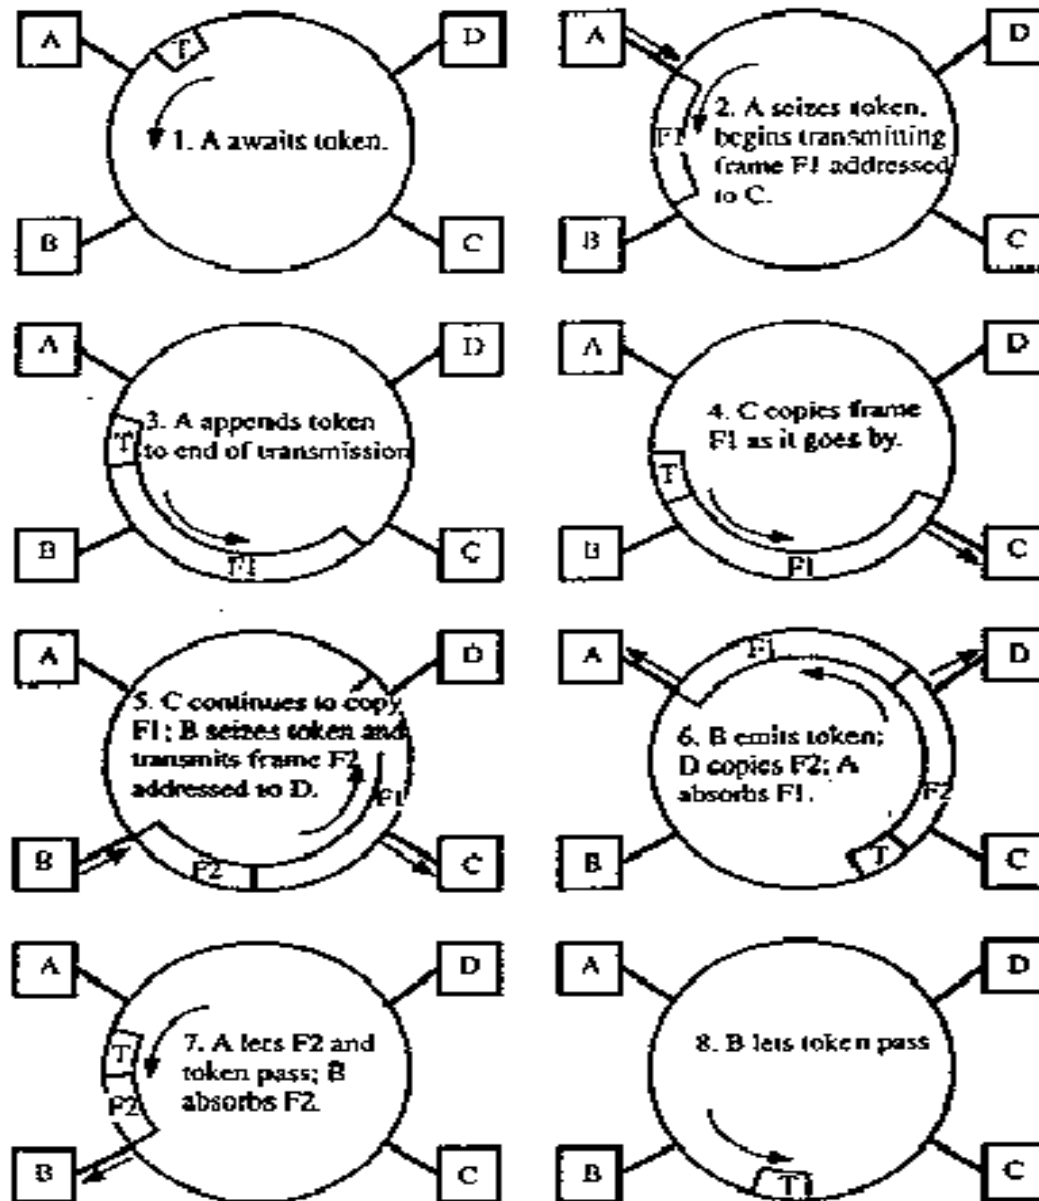 A
D
T
1. A awaits token.
B
C
A
D
2. A seizes token,
begins transmitting
frame F1 addressed
to C.
F1
B
C
A
D
3. A appends token
to end of transmission
T
B
C
F1
A
D
4. C copies frame
F1 as it goes by.
T
B
C
F1
A
D
5. C continues to copy
F1; B seizes token and
transmits frame F2
addressed to D.
F1
B
F2
C
A
F1
D
6. B emits token;
D copies F2; A
absorbs F1.
F2
B
T
C
A
D
7. A lets F2 and
token pass; B
absorbs F2.
T
F2
B
C
A
D
8. B lets token pass
B
T
C